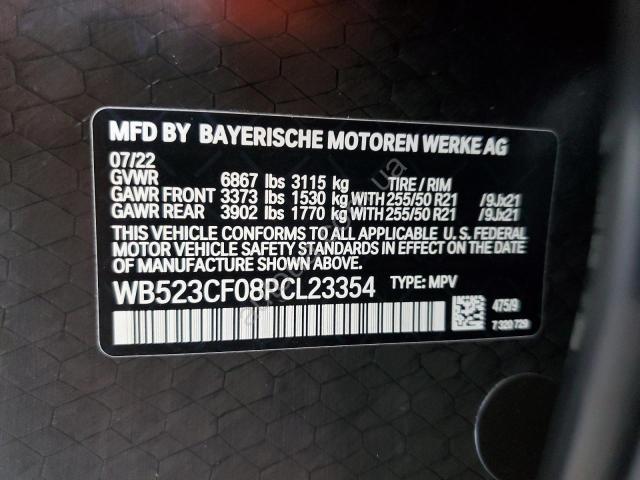 MFD BY BAYERISCHE MOTOREN WERKE AG
07/22
GVWR 6867 lbs 3115 kg TIRE / RIM
GAWR FRONT 3373 lbs 1530 kg WITH 255/50 R21 /9Jx21
GAWR REAR 3902 lbs 1770 kg WITH 255/50 R21 /9Jx21
THIS VEHICLE CONFORMS TO ALL APPLICABLE U. S. FEDERAL
MOTOR VEHICLE SAFETY STANDARDS IN EFFECT ON THE DATE
OF MANUFACTURE SHOWN ABOVE.
WB523CF08PCL23354 TYPE: MPV
475/9
7 320 729